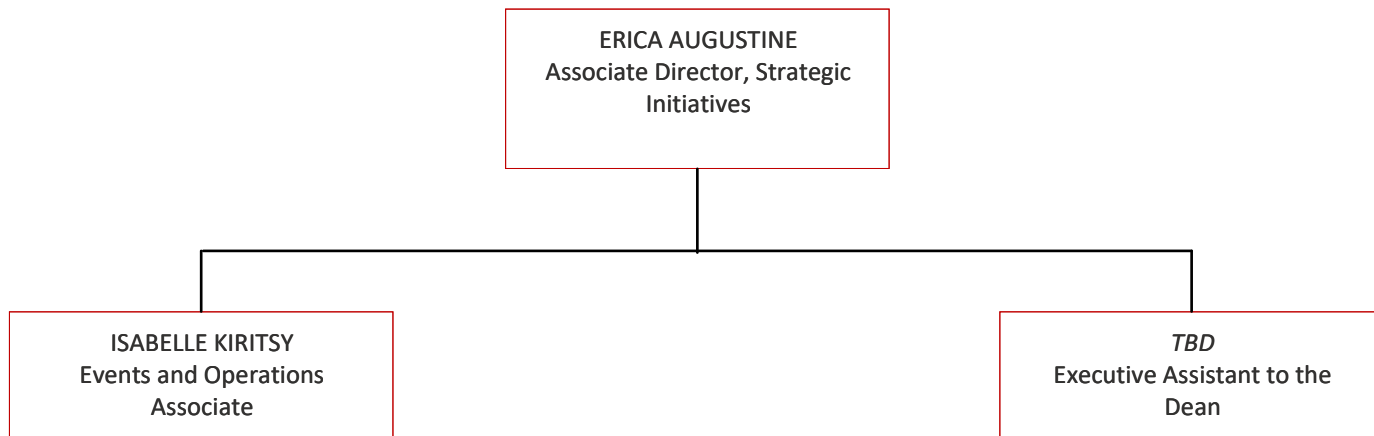 ERICA AUGUSTINE
Associate Director, Strategic
Initiatives
ISABELLE KIRITSY
Events and Operations
Associate
TBD
Executive Assistant to the
Dean